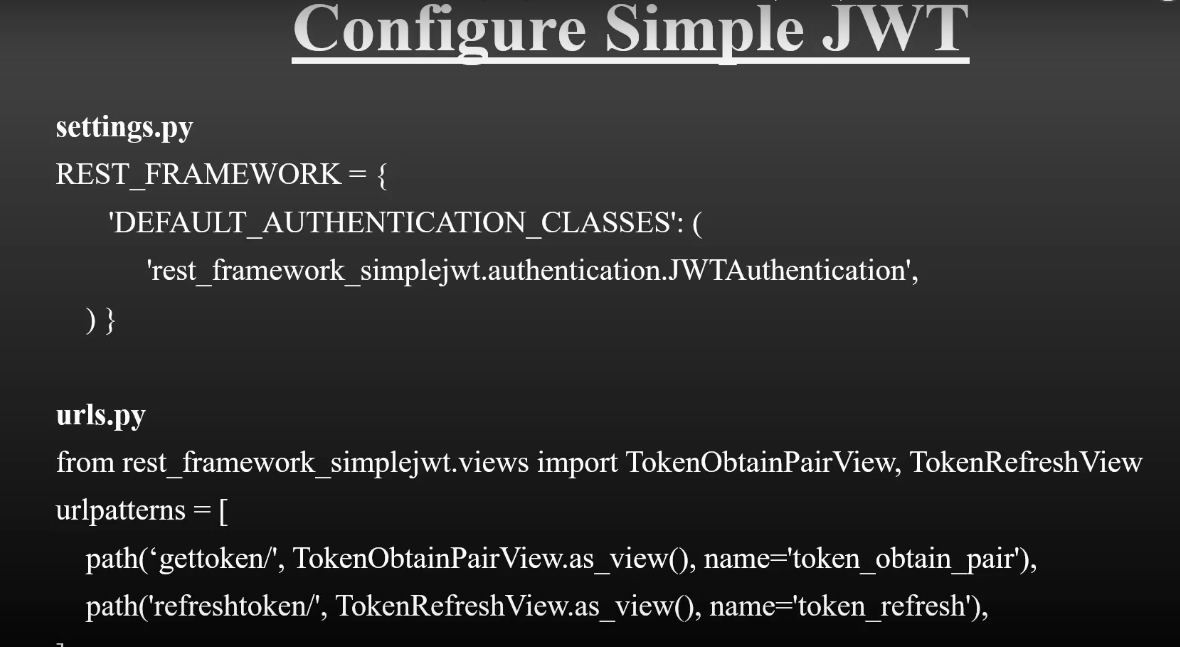 Configure Simple JWT
settings.py
REST_FRAMEWORK = {
'DEFAULT_AUTHENTICATION_CLASSES': (
'rest_framework_simplejwt.authentication.JWTAuthentication',
) }
urls.py
from rest_framework_simplejwt.views import TokenObtainPairView, TokenRefreshView
urlpatterns = [
path(‘gettoken/', TokenObtainPairView.as_view(), name='token_obtain_pair'),
path('refreshtoken/', TokenRefreshView.as_view(), name='token_refresh'),